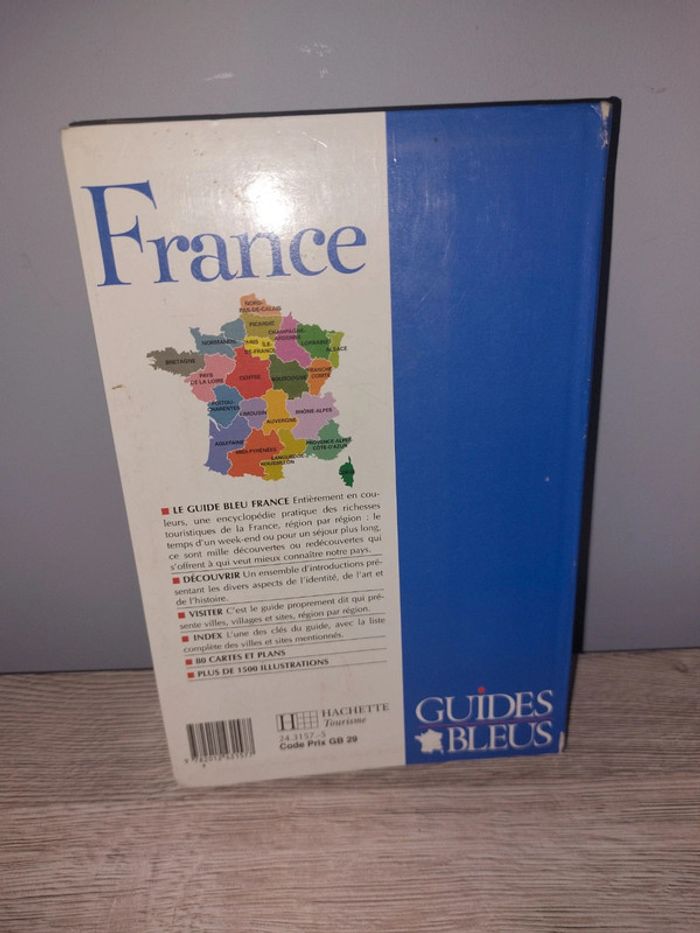 France
NORD-
PAS-DE-CALAIS
PICARDIE
CHAMPAGNE-
ARDENNE
NORMANDIE
PARIS ILE-
DE-FRANCE
LORRAINE
ALSACE
BRETAGNE
PAYS
DE LA LOIRE
CENTRE
BOURGOGNE
FRANCHE
COMTÉ
POITOU-
CHARENTES
LIMOUSIN
AUVERGNE
RHÔNE-ALPES
AQUITAINE
MIDI-PYRÉNÉES
LANGUEDOC-
ROUSSILLON
PROVENCE-ALPES
CÔTE-D'AZUR
■ LE GUIDE BLEU FRANCE Entièrement en cou-
leurs, une encyclopédie pratique des richesses
touristiques de la France, région par région : le
temps d'un week-end ou pour un séjour plus long,
ce sont mille découvertes ou redécouvertes qui
s'offrent à qui veut mieux connaître notre pays.
■ DÉCOUVRIR Un ensemble d'introductions pré-
sentant les divers aspects de l'identité, de l'art et
de l'histoire.
■ VISITER C'est le guide proprement dit qui pré-
sente villes, villages et sites, région par région.
■ INDEX L'une des clés du guide, avec la liste
complète des villes et sites mentionnés.
■ 80 CARTES ET PLANS
■ PLUS DE 1500 ILLUSTRATIONS
H HACHETTE
Tourisme
24.3157.-5
Code Prix GB 29
GUIDES
BLEUS